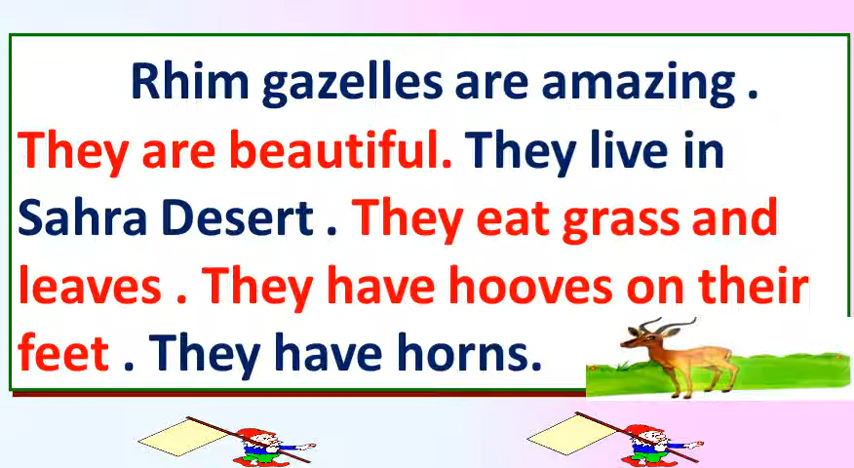 Rhim gazelles are amazing .
They are beautiful. They live in
Sahra Desert . They eat grass and
leaves . They have hooves on their
feet . They have horns.